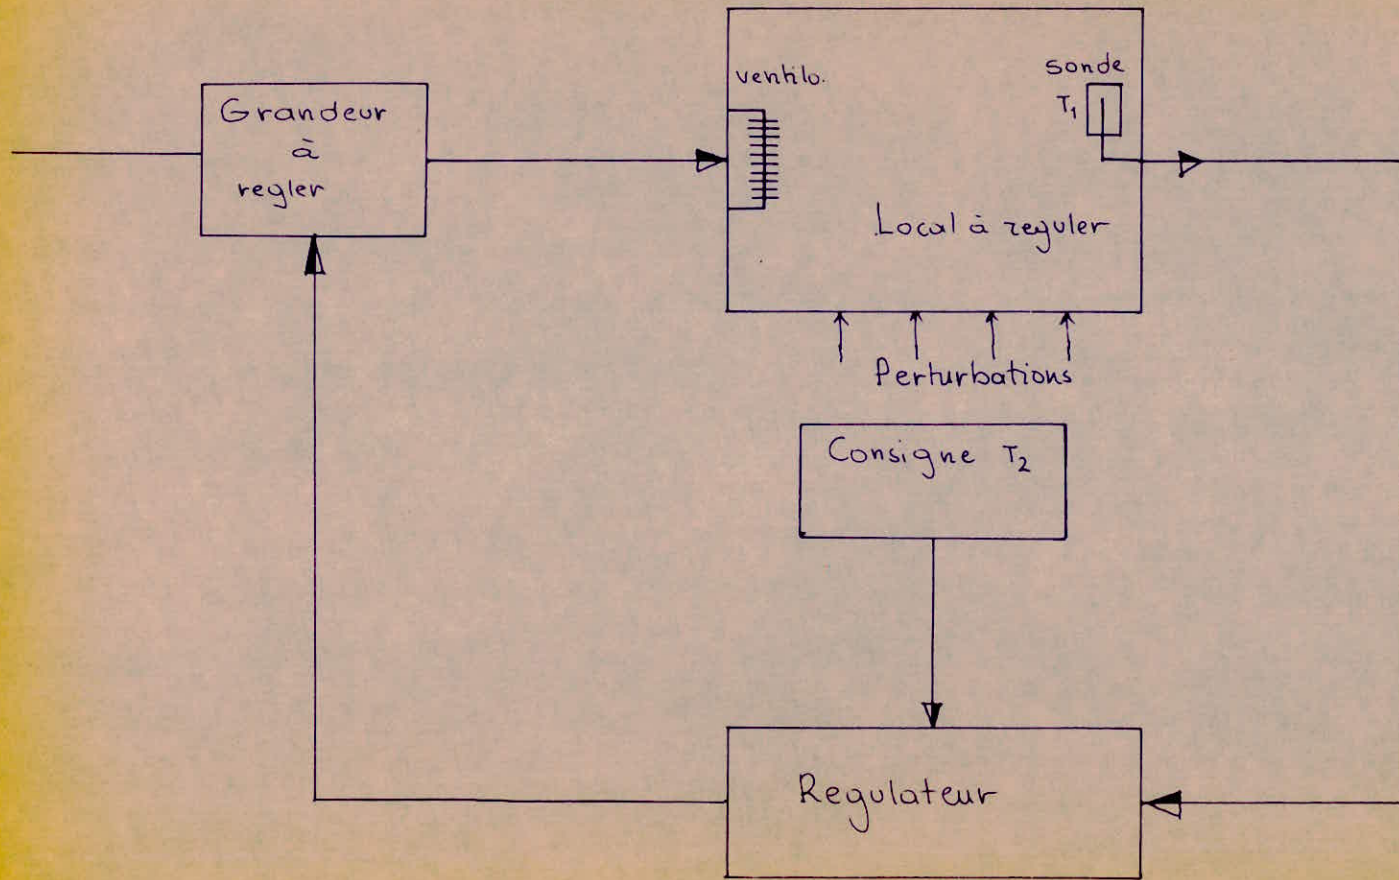 ventilo.
sonde
T₁
Grandeur
à
regler
Local à reguler
Perturbations
Consigne T₂
Regulateur